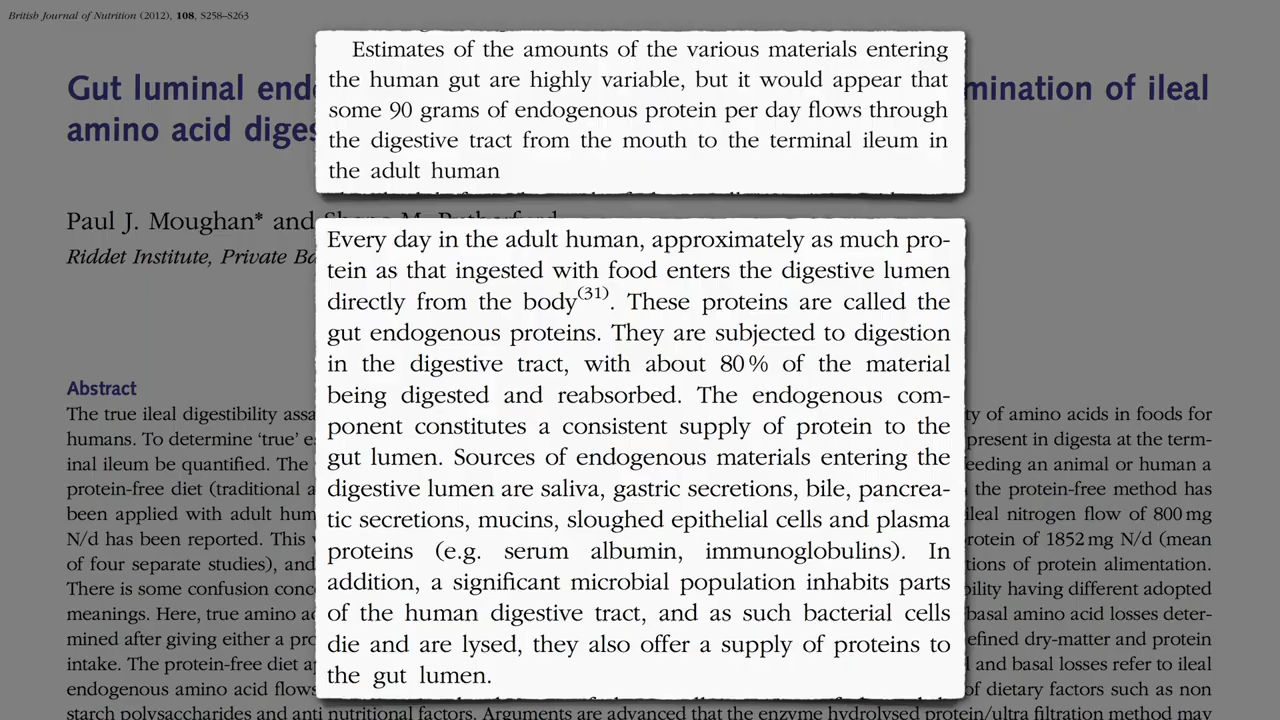 British Journal of Nutrition (2012), 108, S258–S263
Estimates of the amounts of the various materials entering
the human gut are highly variable, but it would appear that
some 90 grams of endogenous protein per day flows through
the digestive tract from the mouth to the terminal ileum in
the adult human
Gut luminal mination of ileal
amino acid
Paul J. Moughan* and
Riddet Institute, Private
Every day in the adult human, approximately as much pro-
tein as that ingested with food enters the digestive lumen
directly from the body(31). These proteins are called the
gut endogenous proteins. They are subjected to digestion
in the digestive tract, with about 80 % of the material
being digested and reabsorbed. The endogenous com-
ponent constitutes a consistent supply of protein to the
gut lumen. Sources of endogenous materials entering the
digestive lumen are saliva, gastric secretions, bile, pancrea-
tic secretions, mucins, sloughed epithelial cells and plasma
proteins (e.g. serum albumin, immunoglobulins). In
addition, a significant microbial population inhabits parts
of the human digestive tract, and as such bacterial cells
die and are lysed, they also offer a supply of proteins to
the gut lumen.
Abstract
The true ileal digestibility of amino acids in foods for
humans. To determine 'true' present in digesta at the term-
inal ileum be quantified. The feeding an animal or human a
protein-free diet (traditional the protein-free method has
been applied with adult ileal nitrogen flow of 800 mg
N/d has been reported. This protein of 1852 mg N/d (mean
of four separate studies), and of protein alimentation.
There is some confusion having different adopted
meanings. Here, true amino basal amino acid losses deter-
mined after giving either a defined dry-matter and protein
intake. The protein-free diet and basal losses refer to ileal
endogenous amino acid flows of dietary factors such as non
starch polysaccharides and anti nutritional factors. Arguments are advanced that the enzyme hydrolysed protein/ultra filtration method may